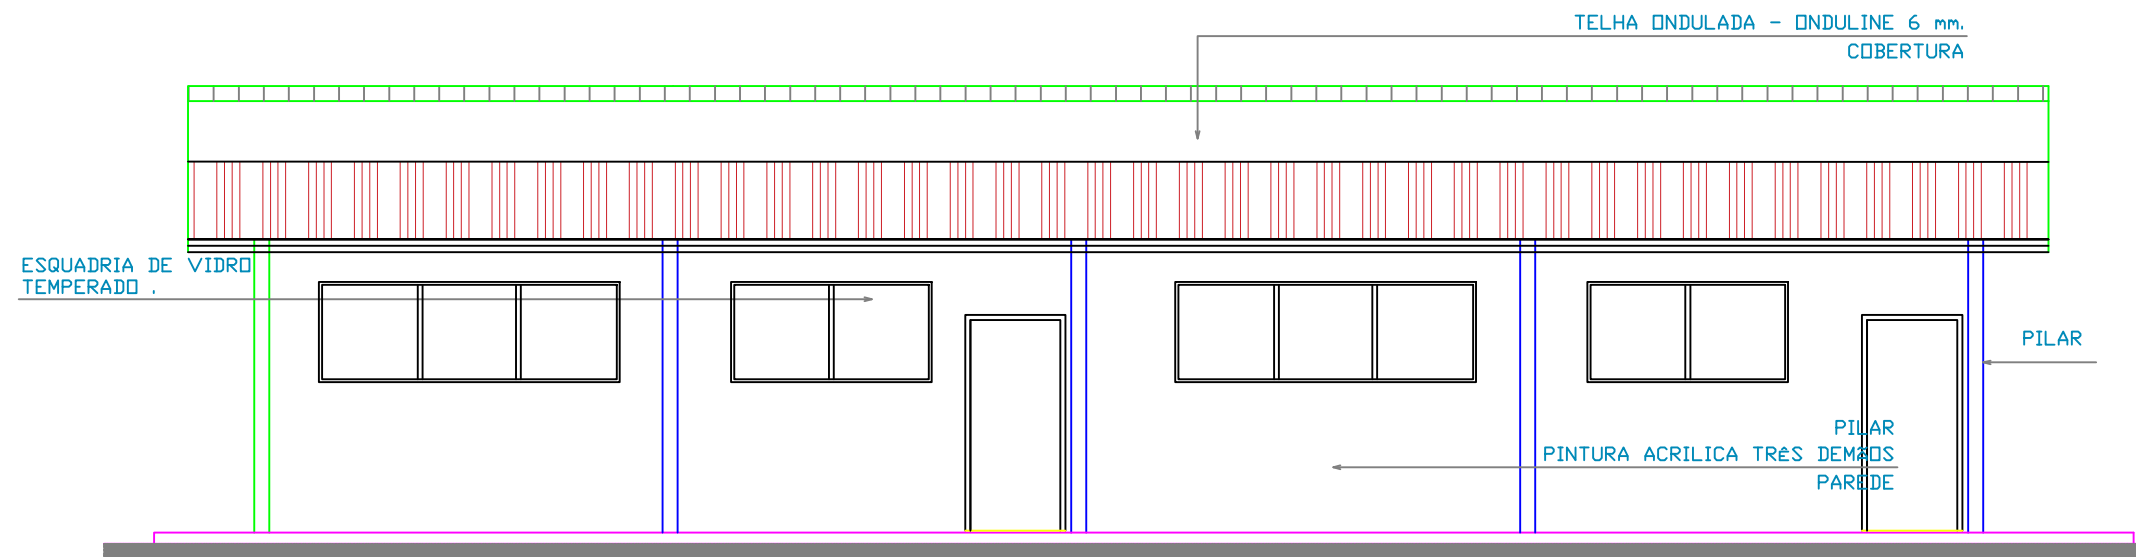 TELHA ONDULADA - ONDULINE 6 mm.
COBERTURA
ESQUADRIA DE VIDRO
TEMPERADO .
PILAR
PILAR
PINTURA ACRILICA TRÊS DEMÃOS
PAREDE